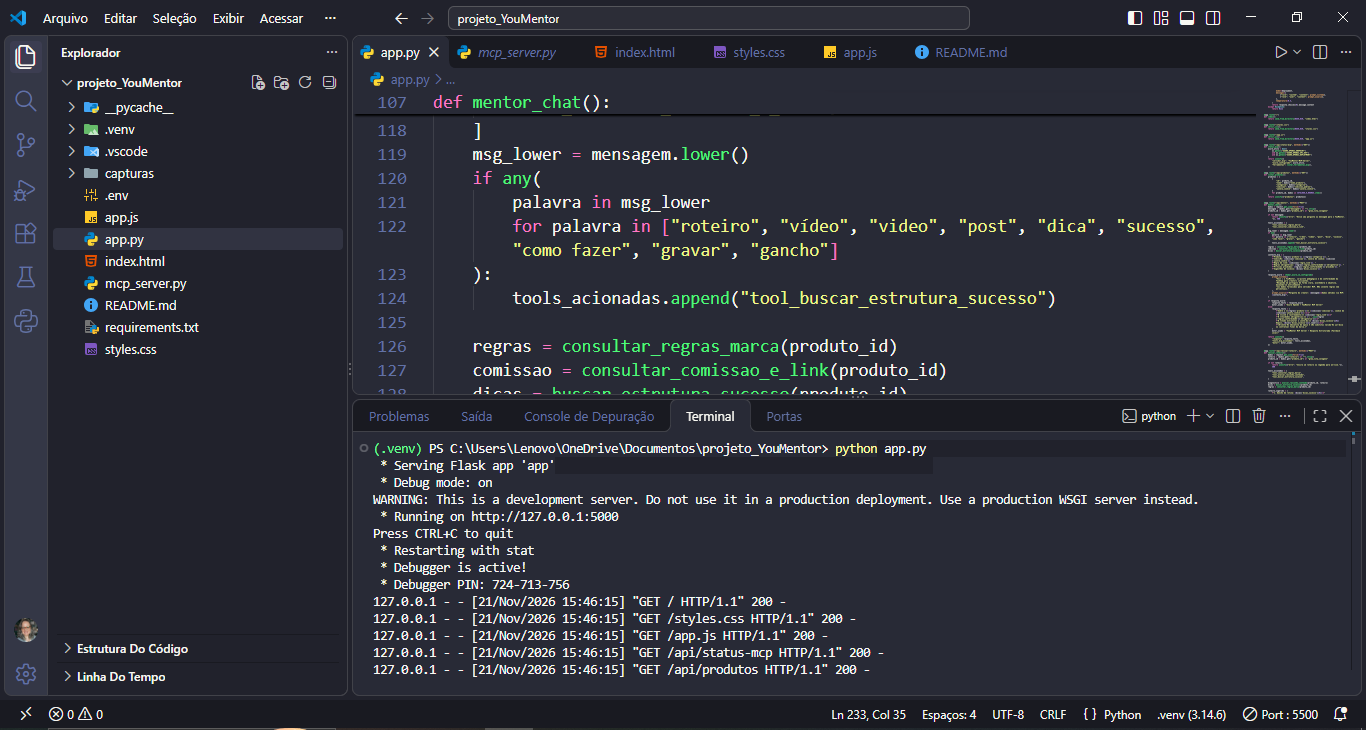 Arquivo Editar Seleção Exibir Acessar ··· projeto_YouMentor
Explorador ···
projeto_YouMentor
__pycache__
.venv
.vscode
capturas
.env
app.js
app.py
index.html
mcp_server.py
README.md
requirements.txt
styles.css
Estrutura Do Código
Linha Do Tempo
app.py mcp_server.py index.html styles.css app.js README.md
app.py > ...
107 def mentor_chat():
118 ]
119 msg_lower = mensagem.lower()
120 if any(
121 palavra in msg_lower
122 for palavra in ["roteiro", "vídeo", "video", "post", "dica", "sucesso",
"como fazer", "gravar", "gancho"]
123 ):
124 tools_acionadas.append("tool_buscar_estrutura_sucesso")
125
126 regras = consultar_regras_marca(produto_id)
127 comissao = consultar_comissao_e_link(produto_id)
128 dicas = buscar_estrutura_sucesso(produto_id)
Problemas Saída Console de Depuração Terminal Portas python
(.venv) PS C:\Users\Lenovo\OneDrive\Documentos\projeto_YouMentor> python app.py
* Serving Flask app 'app'
* Debug mode: on
WARNING: This is a development server. Do not use it in a production deployment. Use a production WSGI server instead.
* Running on http://127.0.0.1:5000
Press CTRL+C to quit
* Restarting with stat
* Debugger is active!
* Debugger PIN: 724-713-756
127.0.0.1 - - [21/Nov/2026 15:46:15] "GET / HTTP/1.1" 200 -
127.0.0.1 - - [21/Nov/2026 15:46:15] "GET /styles.css HTTP/1.1" 200 -
127.0.0.1 - - [21/Nov/2026 15:46:15] "GET /app.js HTTP/1.1" 200 -
127.0.0.1 - - [21/Nov/2026 15:46:15] "GET /api/status-mcp HTTP/1.1" 200 -
127.0.0.1 - - [21/Nov/2026 15:46:15] "GET /api/produtos HTTP/1.1" 200 -
0 0 Ln 233, Col 35 Espaços: 4 UTF-8 CRLF { } Python .venv (3.14.6) Port : 5500